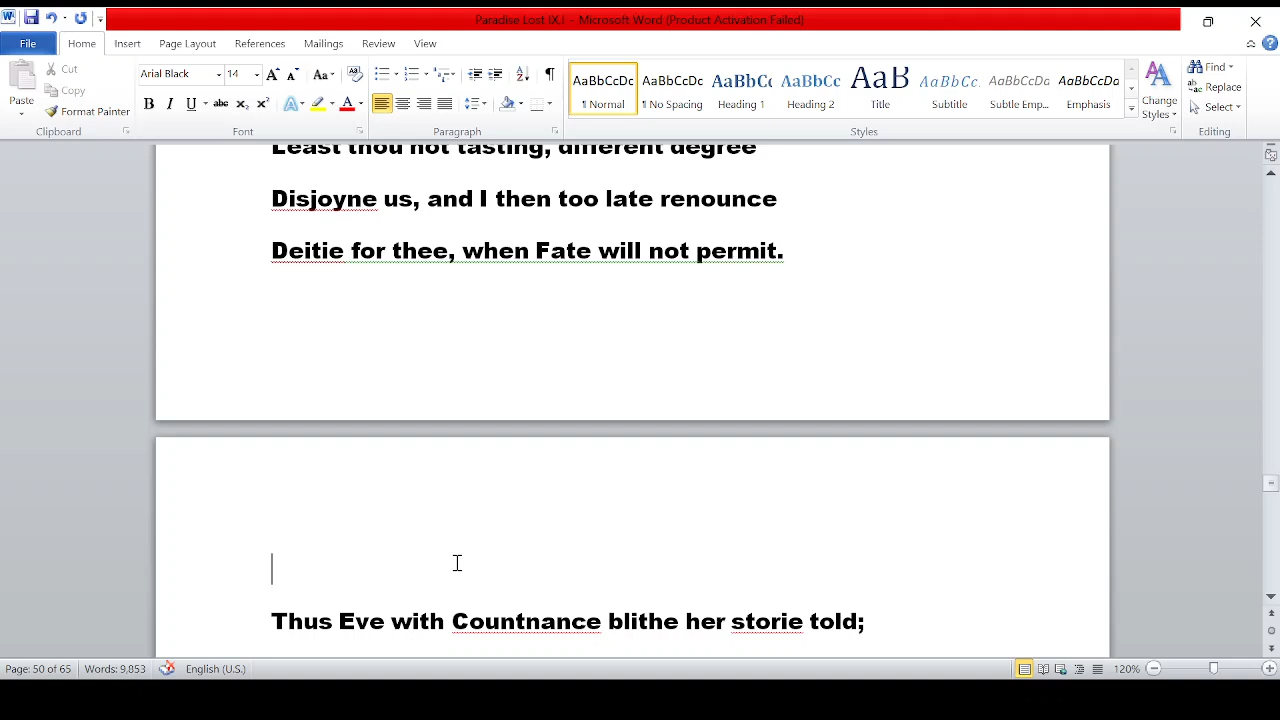 Paradise Lost IX.I - Microsoft Word (Product Activation Failed)
File Home Insert Page Layout References Mailings Review View
Paste
Cut
Copy
Format Painter
Clipboard
Arial Black 14
Font
Paragraph
AaBbCcDc AaBbCcDc AaBbCc AaBbCc AaB AaBbCc. AaBbCcDc AaBbCcDc
¶ Normal ¶ No Spacing Heading 1 Heading 2 Title Subtitle Subtle Em... Emphasis
Change Styles
Styles
Find
Replace
Select
Editing
Least thou not tasting, different degree
Disjoyne us, and I then too late renounce
Deitie for thee, when Fate will not permit.
Thus Eve with Countnance blithe her storie told;
Page: 50 of 65 Words: 9,853 English (U.S.) 120%